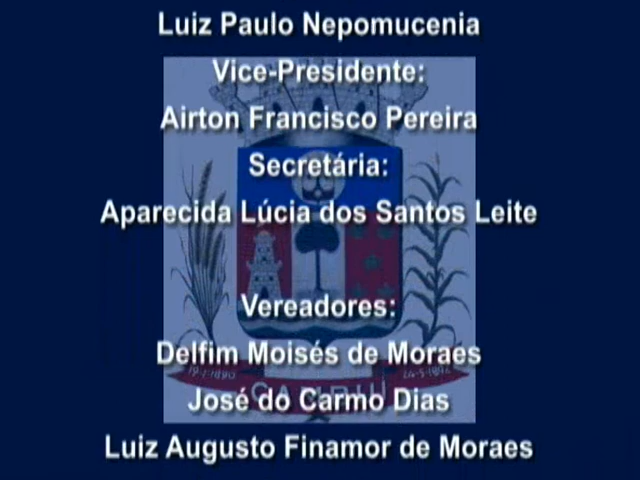 Luiz Paulo Nepomucenia
Vice-Presidente:
Airton Francisco Pereira
Secretária:
Aparecida Lúcia dos Santos Leite
Vereadores:
Delfim Moisés de Moraes
José do Carmo Dias
Luiz Augusto Finamor de Moraes